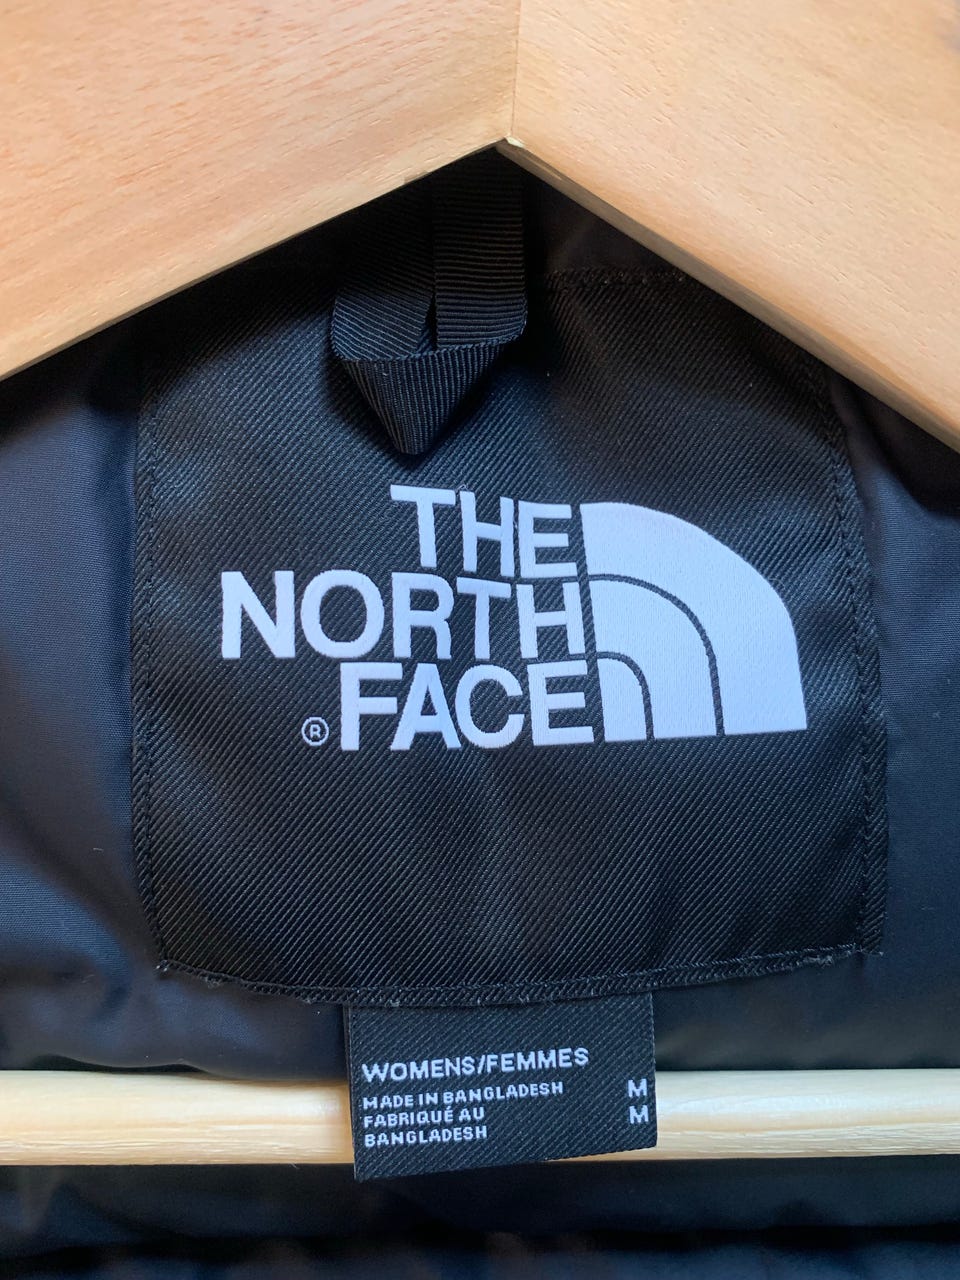 THE
NORTH
®FACE
WOMENS/FEMMES
MADE IN BANGLADESH M
FABRIQUÉ AU M
BANGLADESH